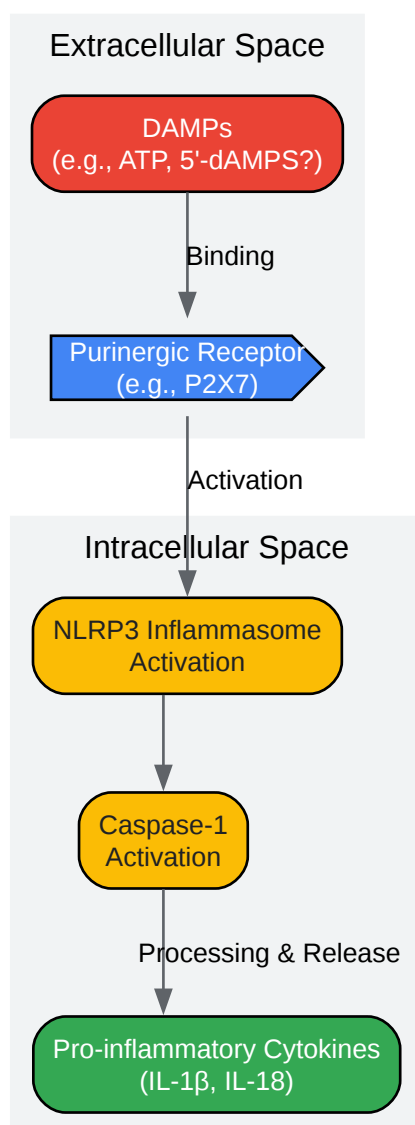 Extracellular Space
DAMPs
(e.g., ATP, 5'-dAMPS?)
Binding
Purinergic Receptor
(e.g., P2X7)
Activation
Intracellular Space
NLRP3 Inflammasome
Activation
Caspase-1
Activation
Processing & Release
Pro-inflammatory Cytokines
(IL-1β, IL-18)